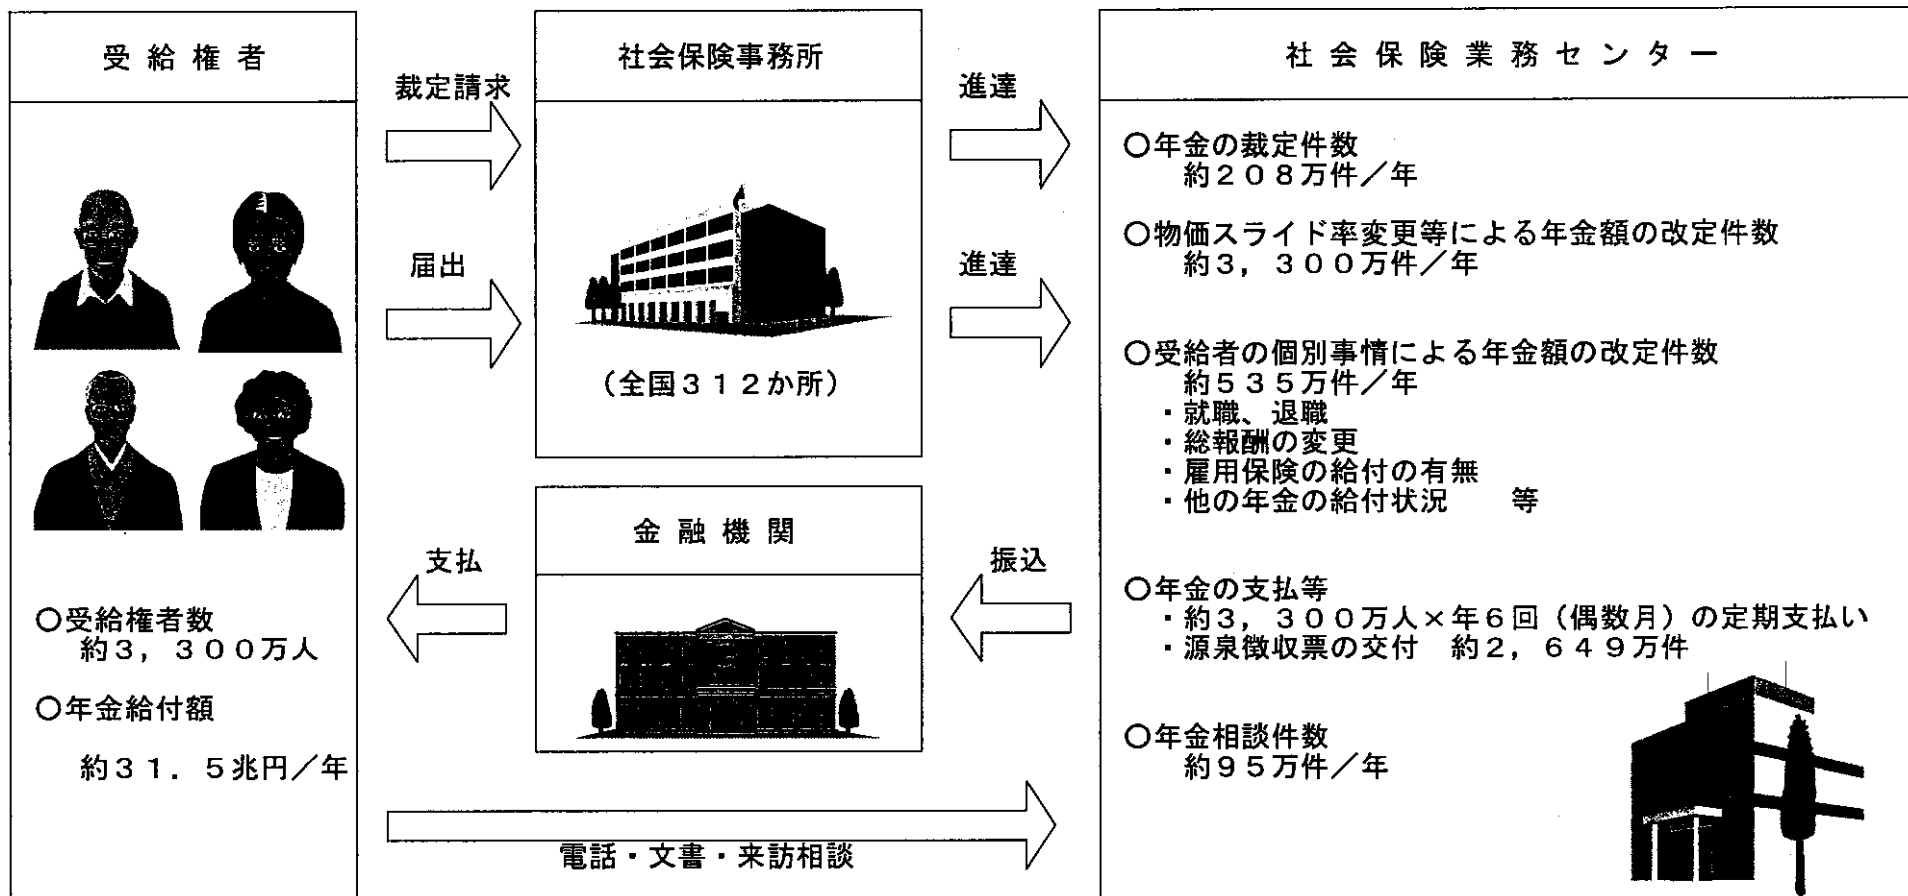 受給権者
○受給権者数
約３，３００万人
○年金給付額
約３１．５兆円／年
裁定請求
届出
支払
社会保険事務所
（全国３１２か所）
金融機関
進達
進達
振込
電話・文書・来訪相談
社会保険業務センター
○年金の裁定件数
約２０８万件／年
○物価スライド率変更等による年金額の改定件数
約３，３００万件／年
○受給者の個別事情による年金額の改定件数
約５３５万件／年
・就職、退職
・総報酬の変更
・雇用保険の給付の有無
・他の年金の給付状況　　等
○年金の支払等
・約３，３００万人×年６回（偶数月）の定期支払い
・源泉徴収票の交付　約２，６４９万件
○年金相談件数
約９５万件／年